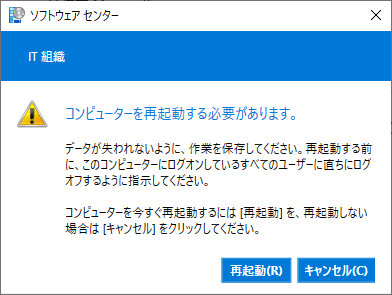 ソフトウェア センター
IT 組織
コンピューターを再起動する必要があります。
データが失われないように、作業を保存してください。再起動する前
に、このコンピューターにログオンしているすべてのユーザーに直ちにログ
オフするように指示してください。
コンピューターを今すぐ再起動するには [再起動] を、再起動しない
場合は [キャンセル] をクリックしてください。
再起動(R)
キャンセル(C)